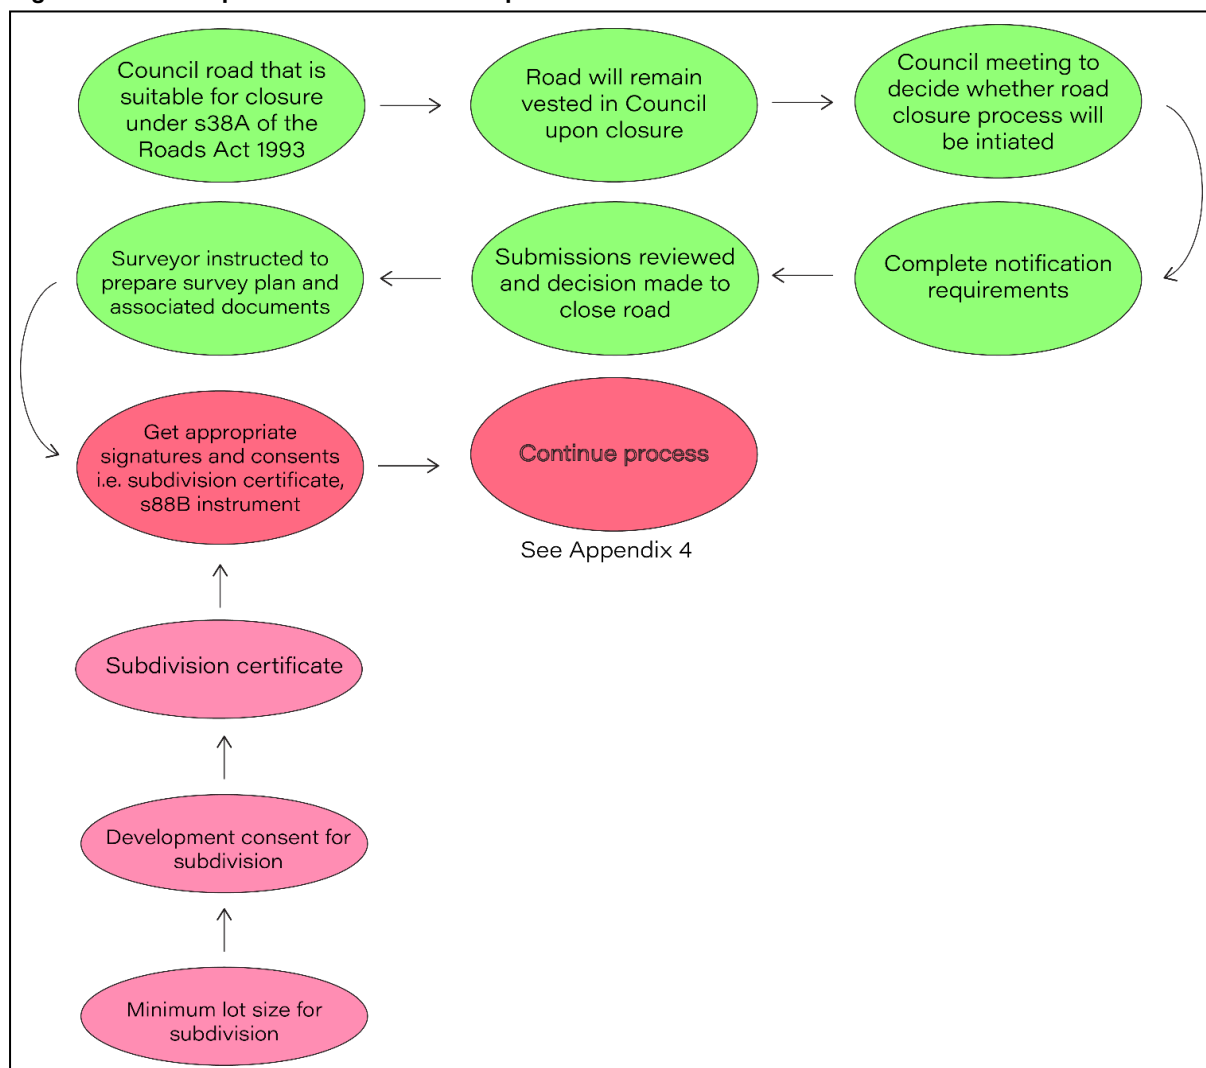 Council road that is
suitable for closure
under s38A of the
Roads Act 1993
Road will remain
vested in Council
upon closure
Council meeting to
decide whether road
closure process will
be intiated
Complete notification
requirements
Submissions reviewed
and decision made to
close road
Surveyor instructed to
prepare survey plan and
associated documents
Get appropriate
signatures and consents
i.e. subdivision certificate,
s88B instrument
Continue process
See Appendix 4
Subdivision certificate
Development consent for
subdivision
Minimum lot size for
subdivision